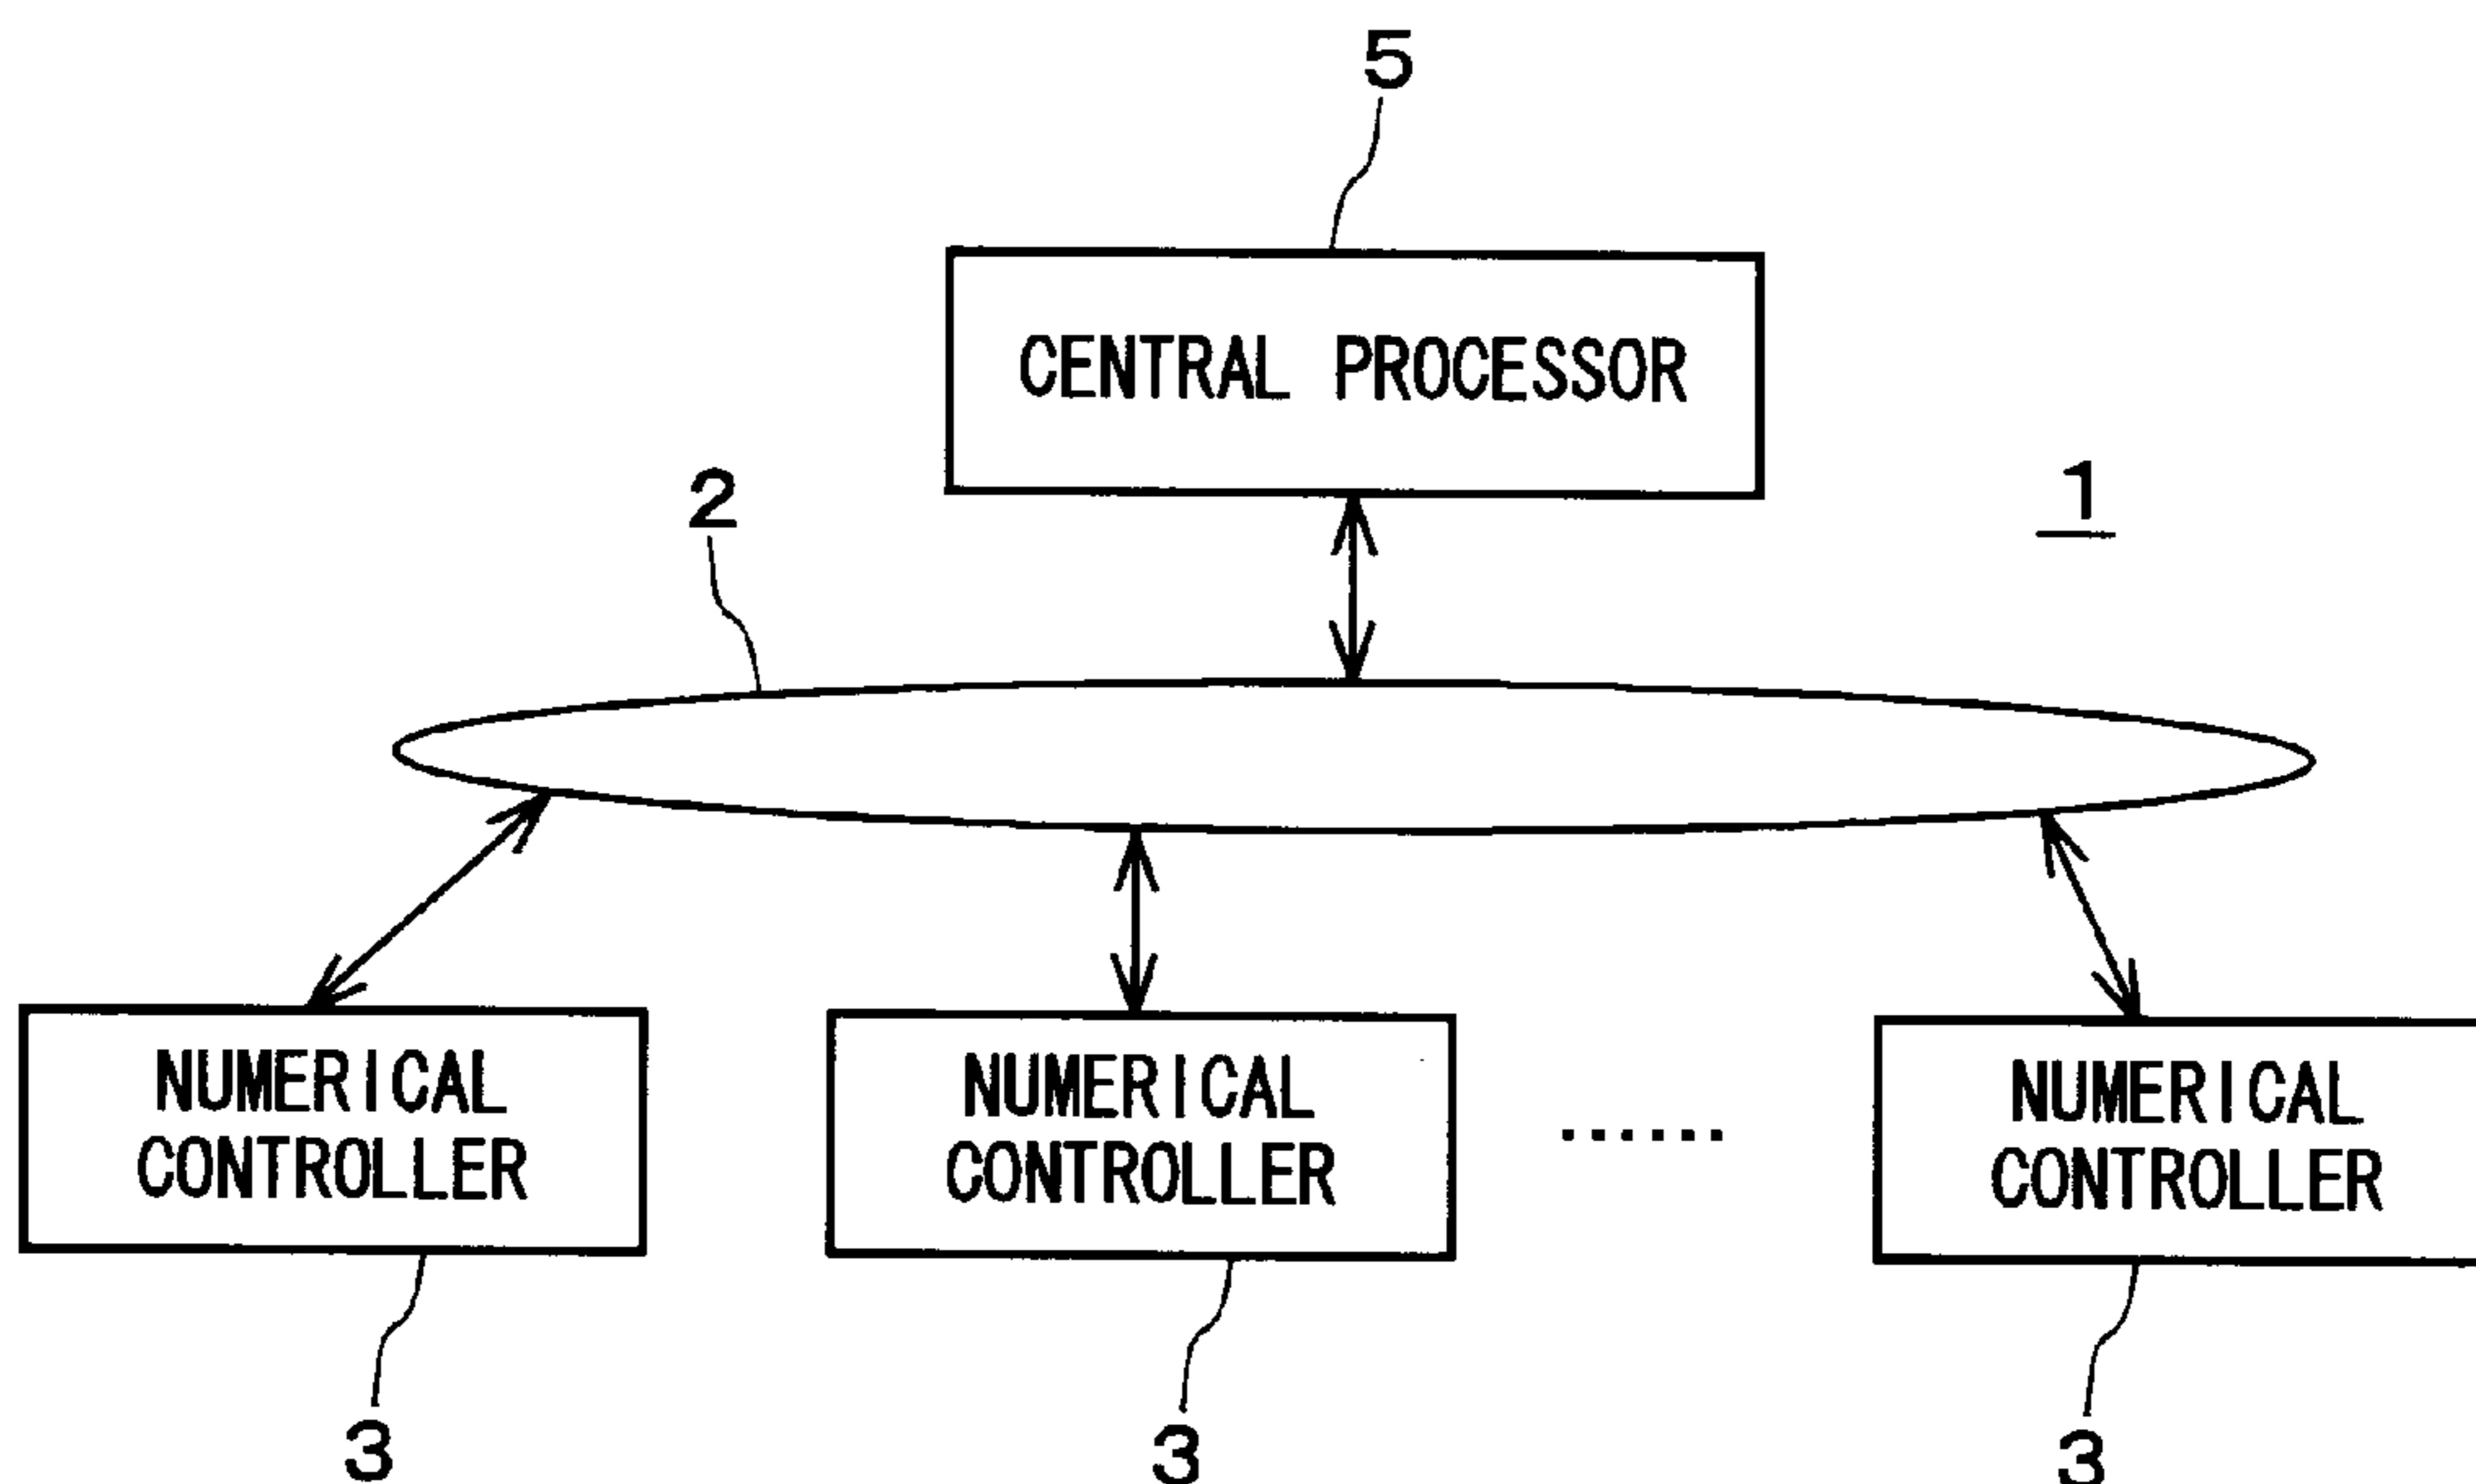 5
CENTRAL PROCESSOR
2
1
NUMERICAL
CONTROLLER
NUMERICAL
CONTROLLER
......
NUMERICAL
CONTROLLER
3
3
3